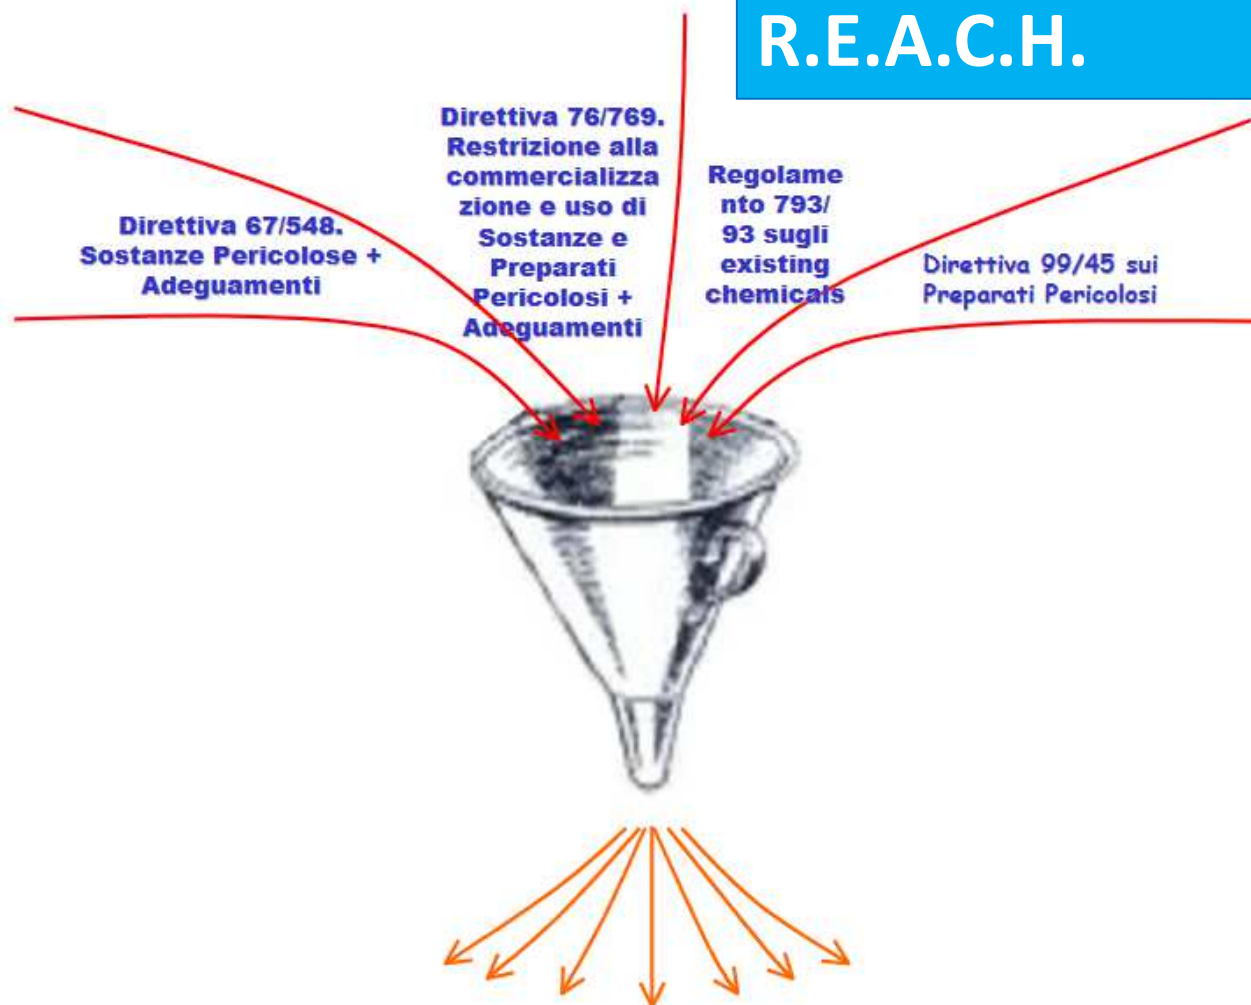 R.E.A.C.H.
Direttiva 67/548.
Sostanze Pericolose +
Adeguamenti
Direttiva 76/769.
Restrizione alla
commercializza
zione e uso di
Sostanze e
Preparati
Pericolosi +
Adeguamenti
Regolame
nto 793/
93 sugli
existing
chemicals
Direttiva 99/45 sui
Preparati Pericolosi